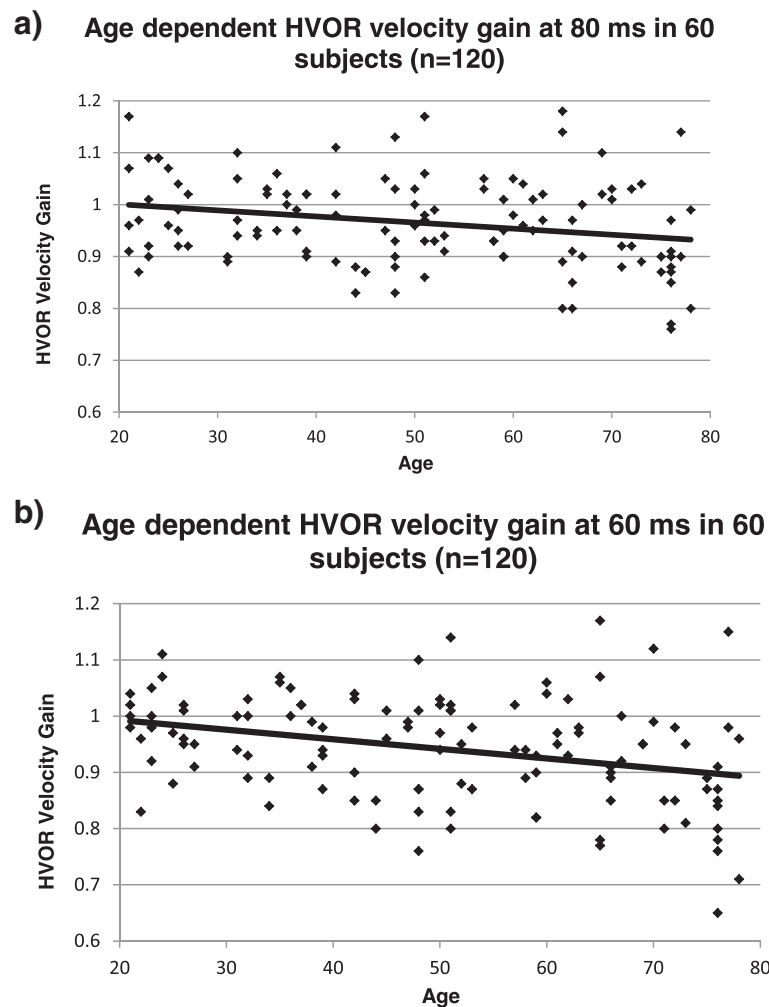 a)
Age dependent HVOR velocity gain at 80 ms in 60
subjects (n=120)
1.2
1.1
1
0.9
0.8
0.7
0.6
HVOR Velocity Gain
20 30 40 50 60 70 80
Age
b)
Age dependent HVOR velocity gain at 60 ms in 60
subjects (n=120)
1.2
1.1
1
0.9
0.8
0.7
0.6
HVOR Velocity Gain
20 30 40 50 60 70 80
Age